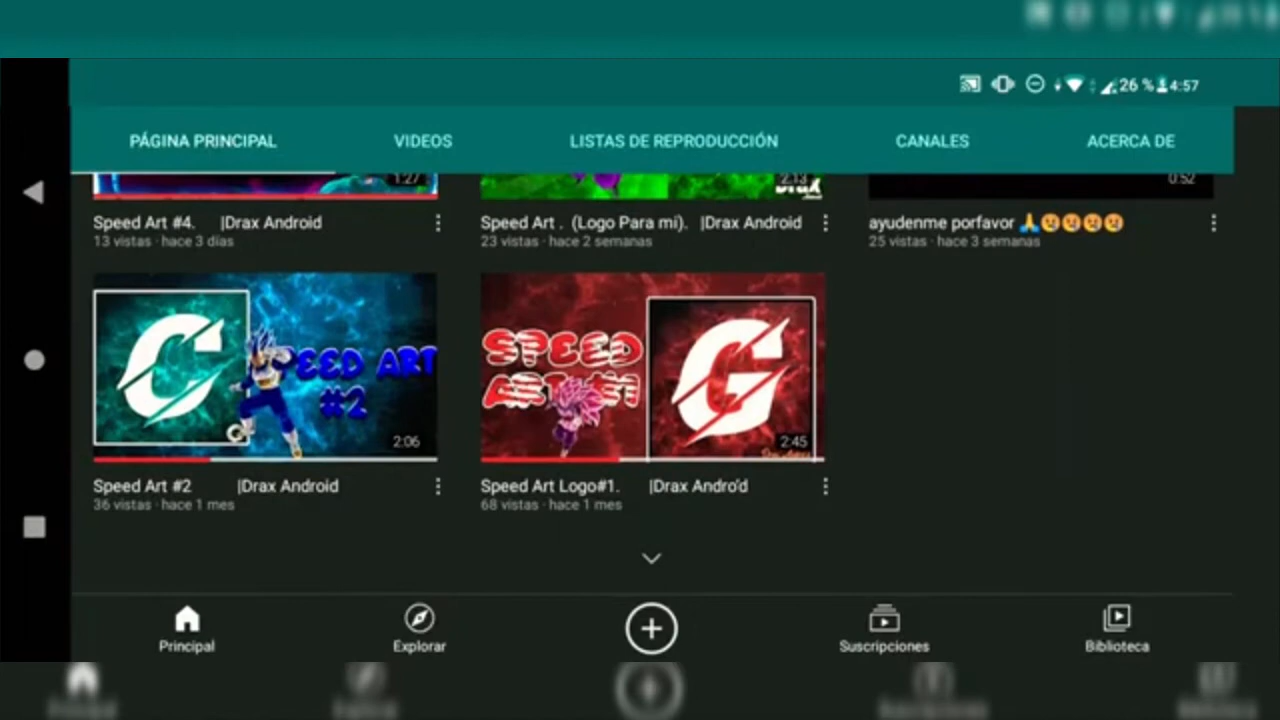 26 % 4:57
PÁGINA PRINCIPAL VIDEOS LISTAS DE REPRODUCCIÓN CANALES ACERCA DE
1:27 2:13 0:52
Speed Art #4. |Drax Android
13 vistas · hace 3 días
Speed Art . (Logo Para mi). |Drax Android
23 vistas · hace 2 semanas
ayudenme porfavor 🙏😢😢😢😢
25 vistas · hace 3 semanas
C
SPEED ART
#2
2:06
SPEED
G
2:45
Speed Art #2 |Drax Android
36 vistas · hace 1 mes
Speed Art Logo#1. |Drax Andro'd
68 vistas · hace 1 mes
Principal Explorar Suscripciones Biblioteca